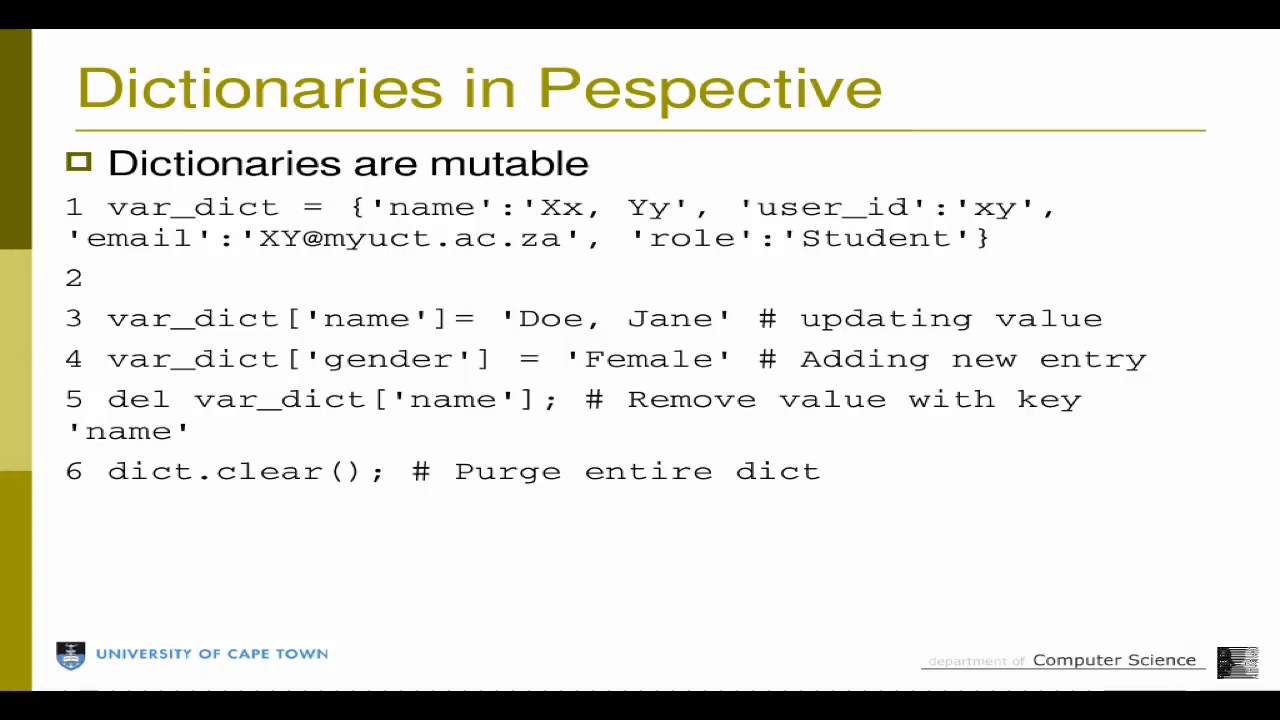 Dictionaries in Pespective
Dictionaries are mutable
1 var_dict = {'name':'Xx, Yy', 'user_id':'xy',
'email':'XY@myuct.ac.za', 'role':'Student'}
2
3 var_dict['name']= 'Doe, Jane' # updating value
4 var_dict['gender'] = 'Female' # Adding new entry
5 del var_dict['name']; # Remove value with key
'name'
6 dict.clear(); # Purge entire dict
UNIVERSITY OF CAPE TOWN
department of Computer Science